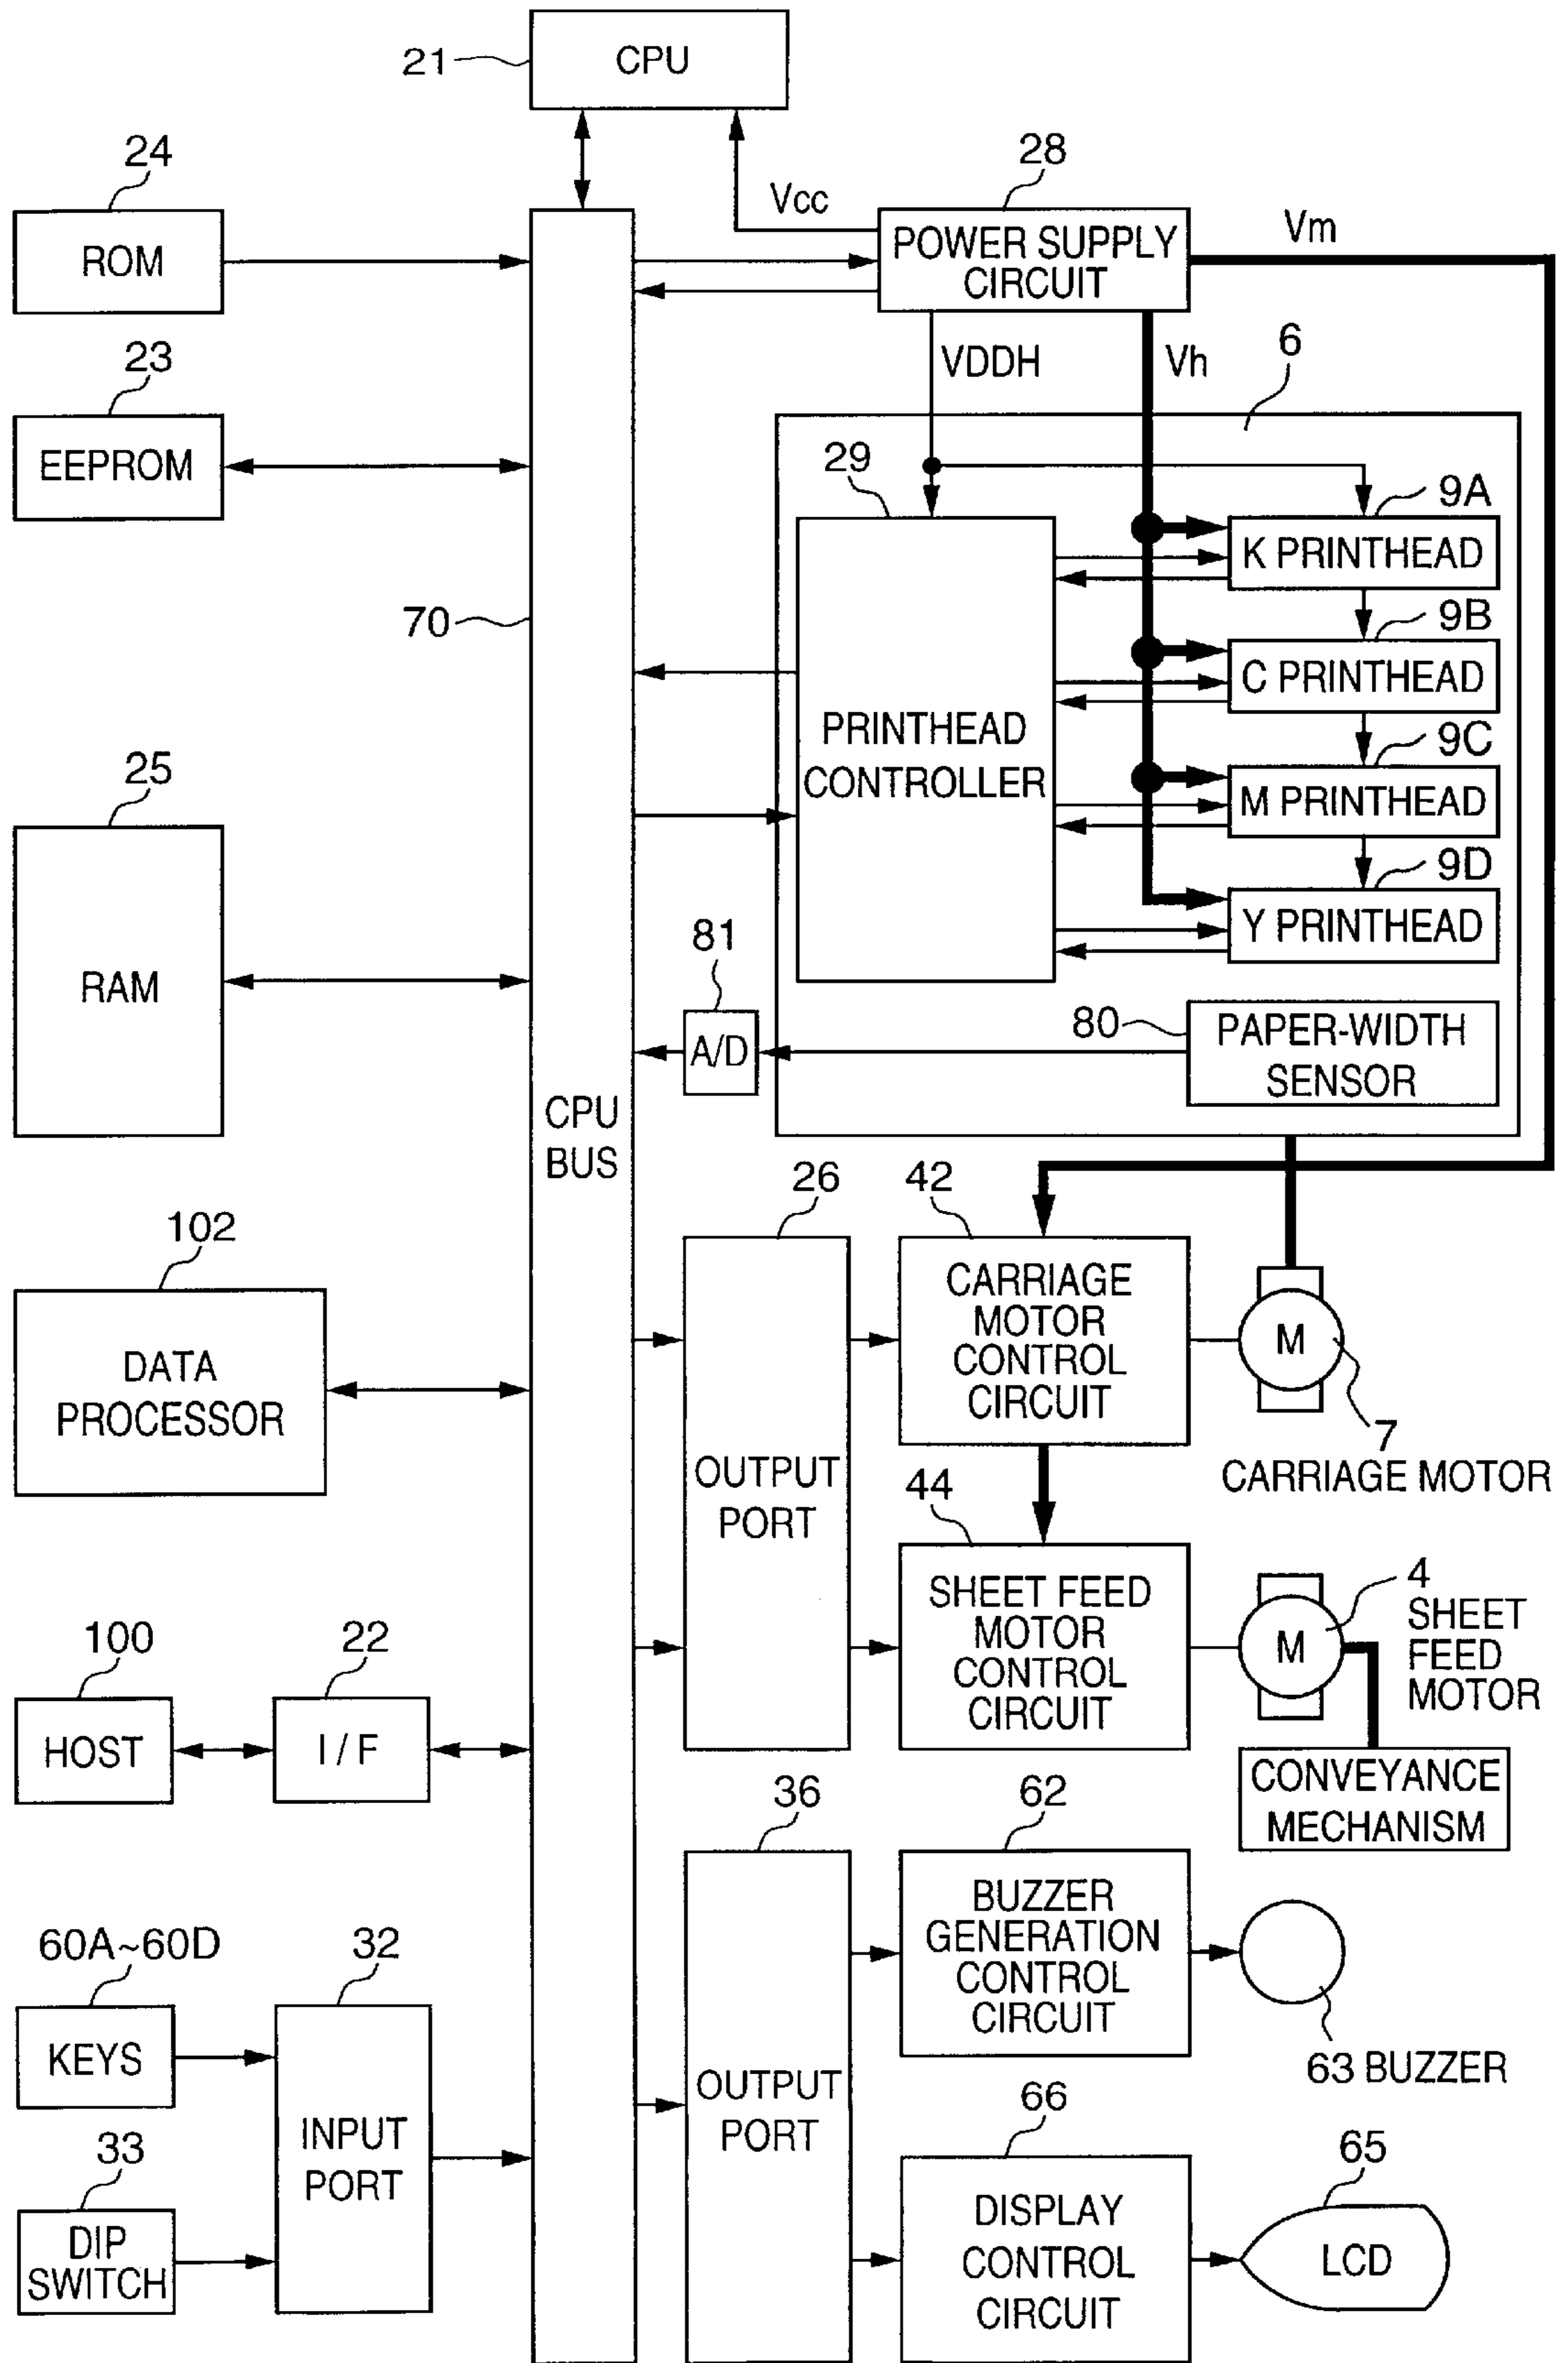 21
CPU
24
ROM
Vcc
28
POWER SUPPLY
CIRCUIT
Vm
23
EEPROM
VDDH
Vh
6
29
9A
K PRINTHEAD
70
9B
C PRINTHEAD
PRINTHEAD
CONTROLLER
9C
M PRINTHEAD
25
RAM
9D
Y PRINTHEAD
81
A/D
80
PAPER-WIDTH
SENSOR
CPU
BUS
102
DATA
PROCESSOR
26
OUTPUT
PORT
42
CARRIAGE
MOTOR
CONTROL
CIRCUIT
M
7
CARRIAGE MOTOR
44
SHEET FEED
MOTOR
CONTROL
CIRCUIT
M
4
SHEET
FEED
MOTOR
CONVEYANCE
MECHANISM
100
HOST
22
I / F
36
OUTPUT
PORT
62
BUZZER
GENERATION
CONTROL
CIRCUIT
63 BUZZER
60A~60D
KEYS
32
INPUT
PORT
33
DIP
SWITCH
66
DISPLAY
CONTROL
CIRCUIT
65
LCD